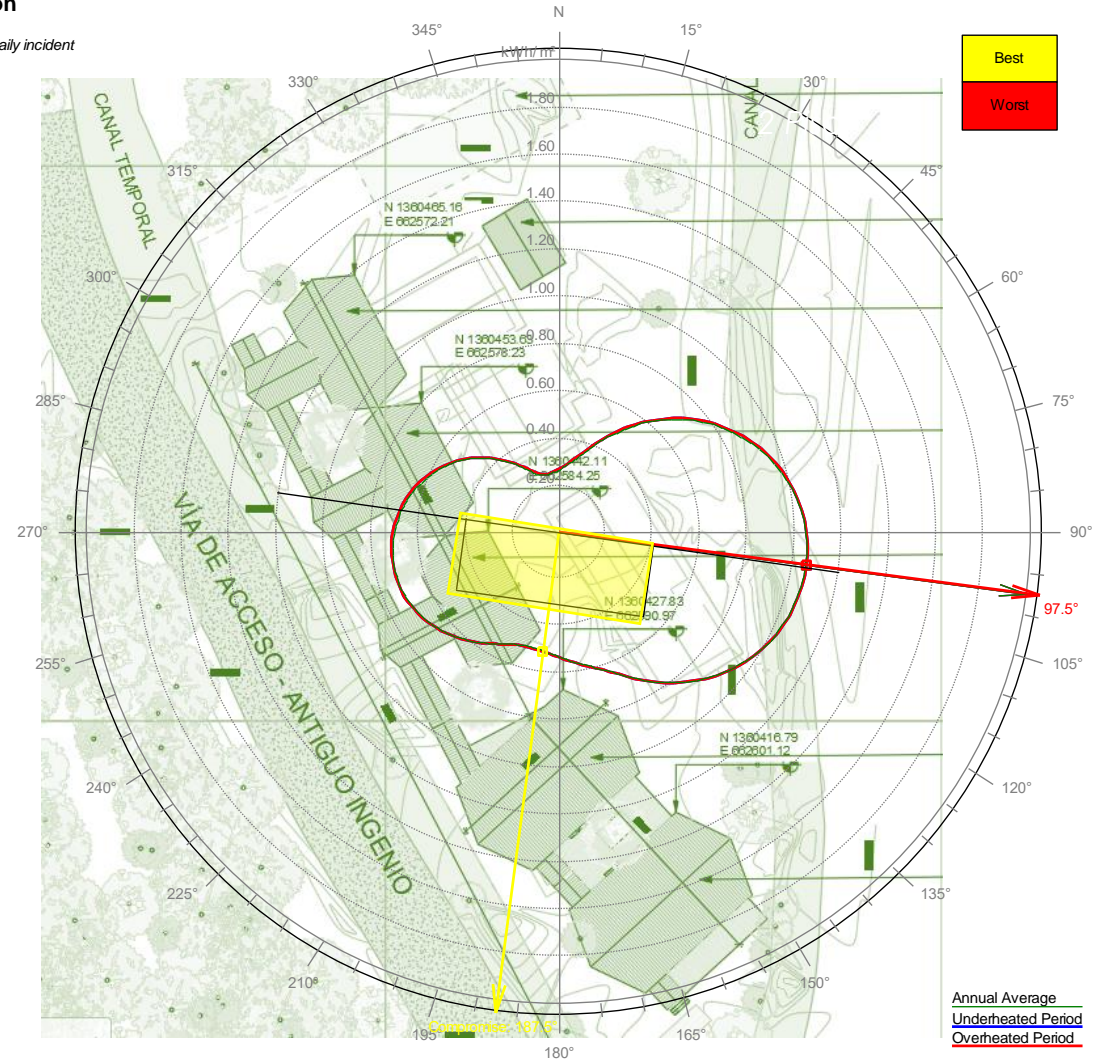 on
aily incident
N
345°
15°
kWh/m²
Best
330°
30°
1.80
Worst
CANAL TEMPORAL
CANA
1.60
315°
45°
1.40
N 1360465.16
E 662572.21
1.20
300°
60°
1.00
N 1360453.69
E 662578.23
0.80
0.60
285°
75°
0.40
N 1360442.11
0.20
VÍA DE ACCESO - ANTIGUO INGENIO
270°
90°
N 1360427.83
97.5°
255°
105°
N 1360416.79
E 662601.12
240°
120°
225°
135°
210°
150°
Annual Average
Underheated Period
Overheated Period
195°
Compromise: 187.5°
165°
180°